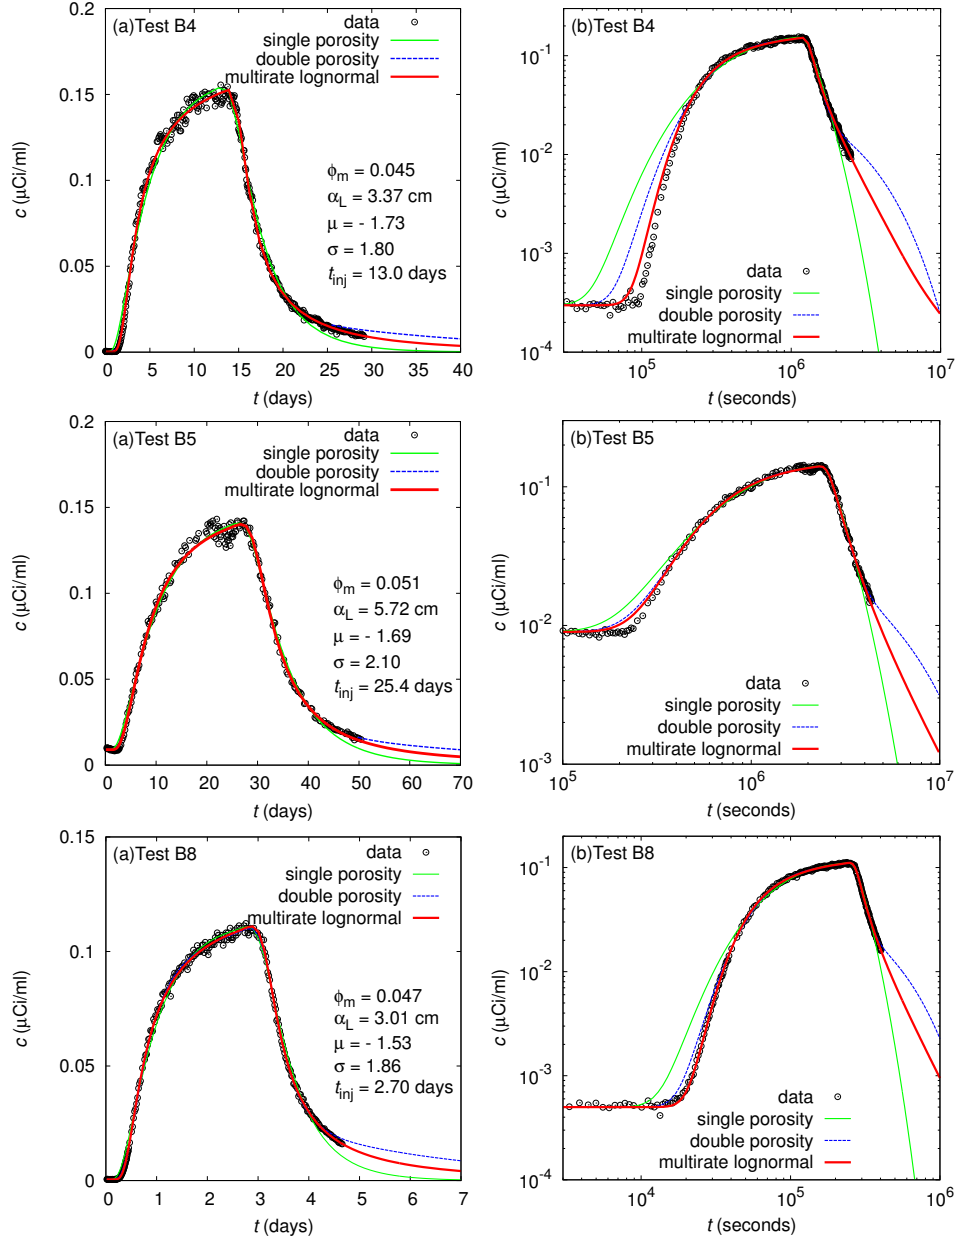 0.2
(a)Test B4
data
single porosity
double porosity
multirate lognormal
0.15
ϕm = 0.045
αL = 3.37 cm
μ = - 1.73
σ = 1.80
tinj = 13.0 days
c (μCi/ml)
0.1
0.05
0
0 5 10 15 20 25 30 35 40
t (days)
(b)Test B4
10-1
10-2
10-3
10-4
c (μCi/ml)
data
single porosity
double porosity
multirate lognormal
105 106 107
t (seconds)
0.2
(a)Test B5
data
single porosity
double porosity
multirate lognormal
0.15
ϕm = 0.051
αL = 5.72 cm
μ = - 1.69
σ = 2.10
tinj = 25.4 days
c (μCi/ml)
0.1
0.05
0
0 10 20 30 40 50 60 70
t (days)
(b)Test B5
10-1
10-2
10-3
c (μCi/ml)
data
single porosity
double porosity
multirate lognormal
105 106 107
t (seconds)
0.15
(a)Test B8
data
single porosity
double porosity
multirate lognormal
0.1
ϕm = 0.047
αL = 3.01 cm
μ = - 1.53
σ = 1.86
tinj = 2.70 days
c (μCi/ml)
0.05
0
0 1 2 3 4 5 6 7
t (days)
(b)Test B8
10-1
10-2
10-3
10-4
c (μCi/ml)
data
single porosity
double porosity
multirate lognormal
104 105 106
t (seconds)